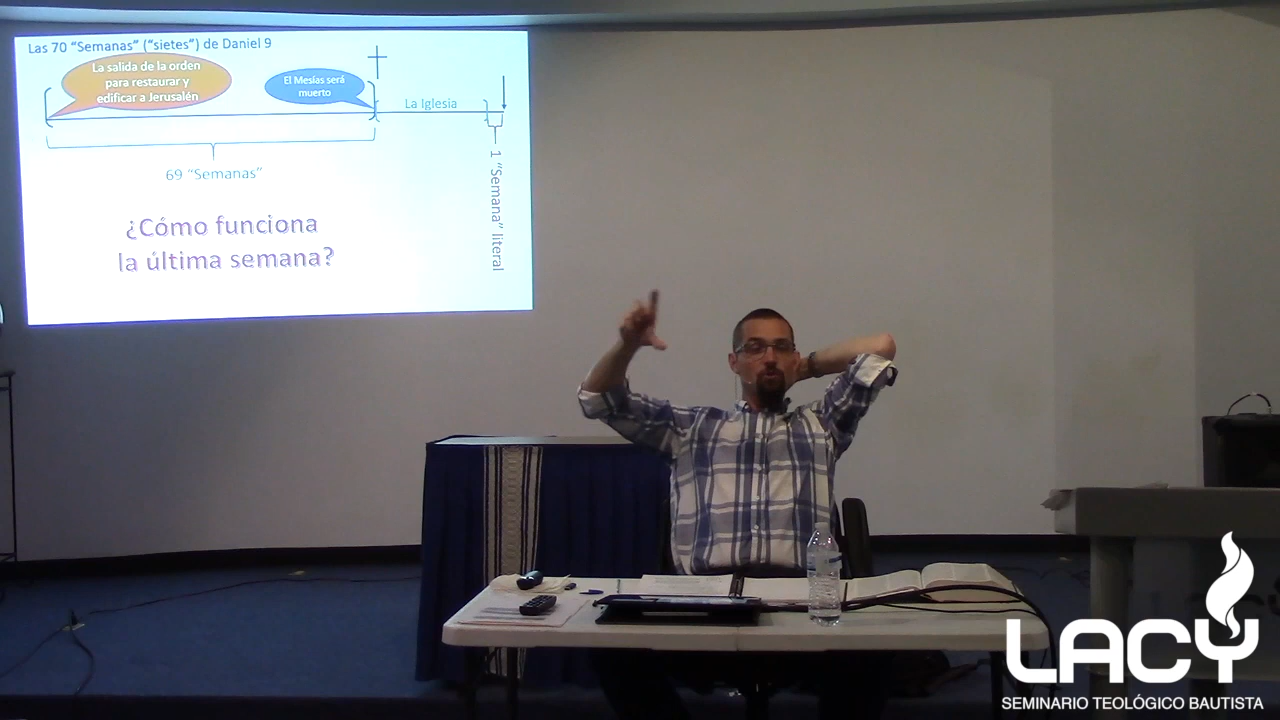 Las 70 “Semanas” (“sietes”) de Daniel 9
La salida de la orden
para restaurar y
edificar a Jerusalén
El Mesías será
muerto
La Iglesia
69 “Semanas”
1 “Semana” literal
¿Cómo funciona
la última semana?
LACY
SEMINARIO TEOLÓGICO BAUTISTA